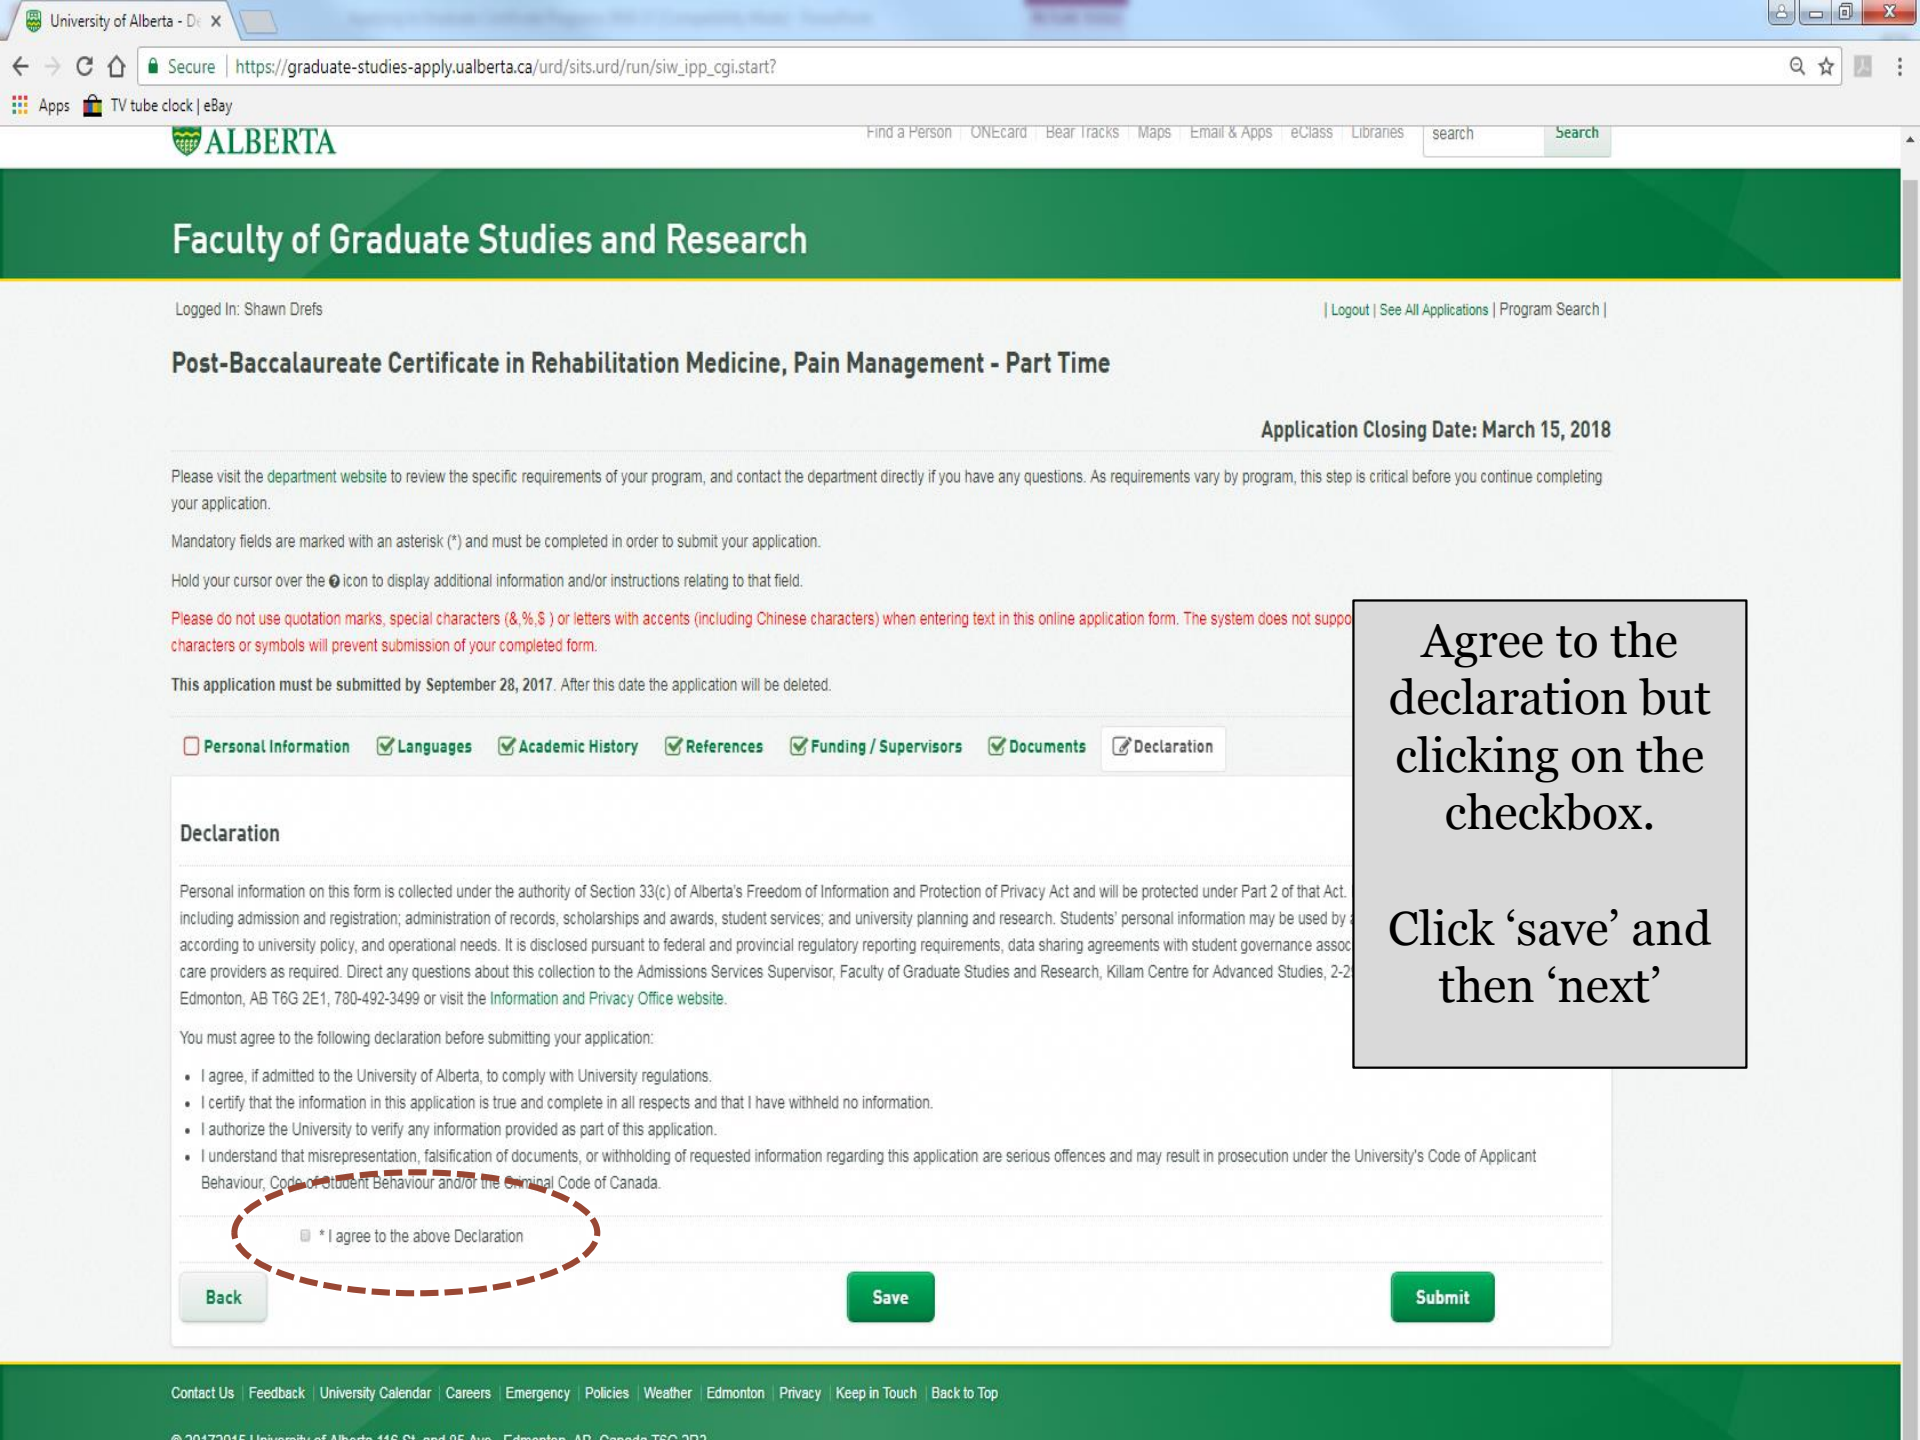 University of Alberta - De
Secure | https://graduate-studies-apply.ualberta.ca/urd/sits.urd/run/siw_ipp_cgi.start?
Apps TV tube clock | eBay
ALBERTA
Find a Person ONEcard Bear Tracks Maps Email & Apps eClass Libraries search Search
Faculty of Graduate Studies and Research
Logged In: Shawn Drefs | Logout | See All Applications | Program Search |
Post-Baccalaureate Certificate in Rehabilitation Medicine, Pain Management - Part Time
Application Closing Date: March 15, 2018
Please visit the department website to review the specific requirements of your program, and contact the department directly if you have any questions. As requirements vary by program, this step is critical before you continue completing
your application.
Mandatory fields are marked with an asterisk (*) and must be completed in order to submit your application.
Hold your cursor over the ? icon to display additional information and/or instructions relating to that field.
Please do not use quotation marks, special characters (&,%,$ ) or letters with accents (including Chinese characters) when entering text in this online application form. The system does not suppo
characters or symbols will prevent submission of your completed form.
This application must be submitted by September 28, 2017. After this date the application will be deleted.
Personal Information Languages Academic History References Funding / Supervisors Documents Declaration
Declaration
Personal information on this form is collected under the authority of Section 33(c) of Alberta's Freedom of Information and Protection of Privacy Act and will be protected under Part 2 of that Act.
including admission and registration; administration of records, scholarships and awards, student services; and university planning and research. Students' personal information may be used by
according to university policy, and operational needs. It is disclosed pursuant to federal and provincial regulatory reporting requirements, data sharing agreements with student governance assoc
care providers as required. Direct any questions about this collection to the Admissions Services Supervisor, Faculty of Graduate Studies and Research, Killam Centre for Advanced Studies, 2-2
Edmonton, AB T6G 2E1, 780-492-3499 or visit the Information and Privacy Office website.
You must agree to the following declaration before submitting your application:
• I agree, if admitted to the University of Alberta, to comply with University regulations.
• I certify that the information in this application is true and complete in all respects and that I have withheld no information.
• I authorize the University to verify any information provided as part of this application.
• I understand that misrepresentation, falsification of documents, or withholding of requested information regarding this application are serious offences and may result in prosecution under the University's Code of Applicant
Behaviour, Code of Student Behaviour and/or the Criminal Code of Canada.
* I agree to the above Declaration
Back Save Submit
Agree to the
declaration but
clicking on the
checkbox.
Click ‘save’ and
then ‘next’
Contact Us Feedback University Calendar Careers Emergency Policies Weather Edmonton Privacy Keep in Touch Back to Top